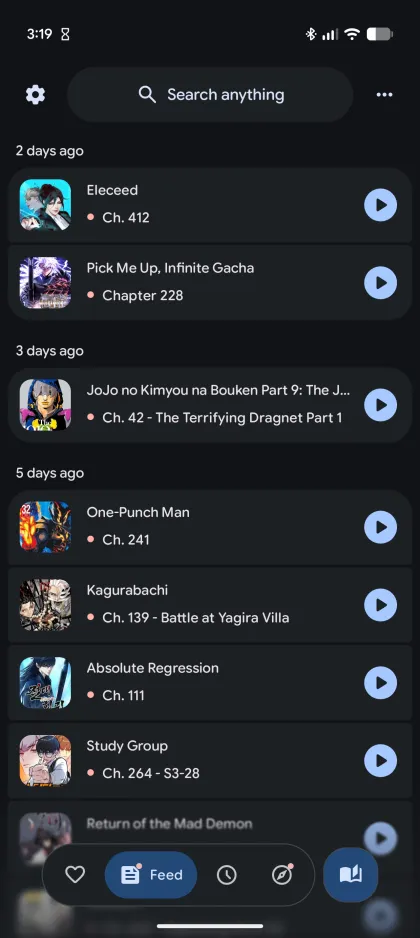 3:19
Search anything
2 days ago
Eleceed
Ch. 412
Pick Me Up, Infinite Gacha
Chapter 228
3 days ago
JoJo no Kimyou na Bouken Part 9: The J...
Ch. 42 - The Terrifying Dragnet Part 1
5 days ago
One-Punch Man
Ch. 241
Kagurabachi
Ch. 139 - Battle at Yagira Villa
Absolute Regression
Ch. 111
Study Group
Ch. 264 - S3-28
Return of the Mad Demon
Feed